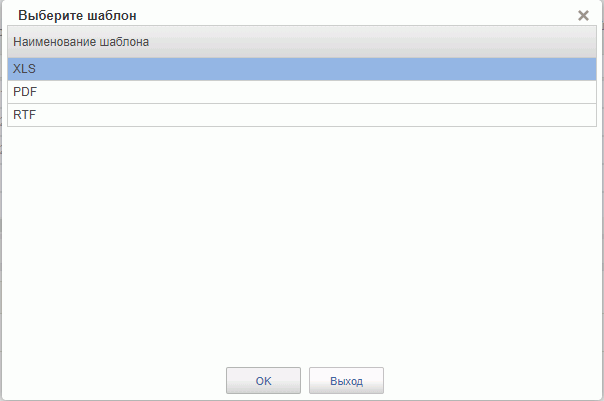 Выберите шаблон
Наименование шаблона
XLS
PDF
RTF
OK Выход